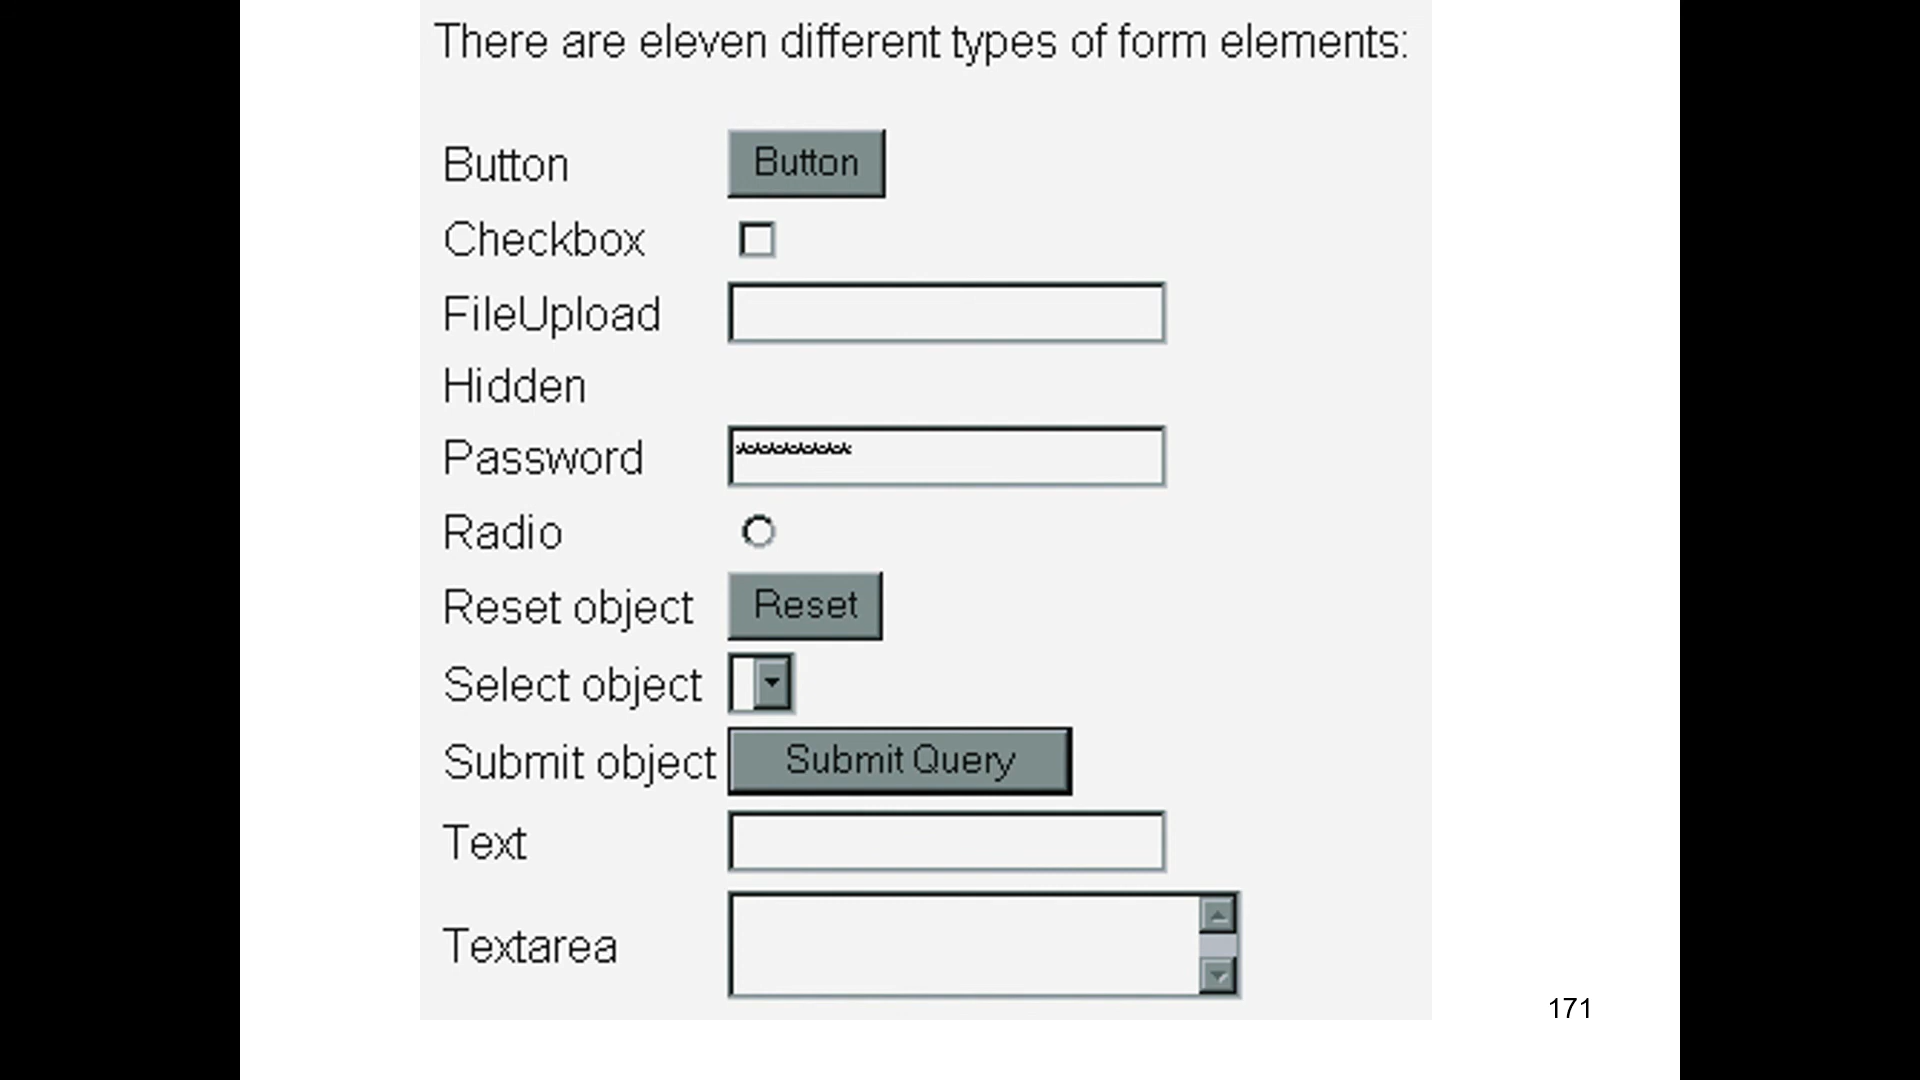 There are eleven different types of form elements:
Button Button
Checkbox
FileUpload
Hidden
Password **********
Radio
Reset object Reset
Select object
Submit object Submit Query
Text
Textarea
171